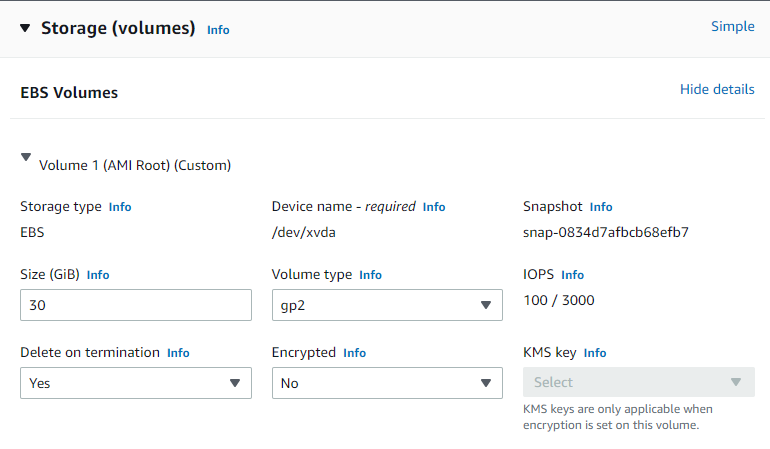 Storage (volumes) Info Simple
EBS Volumes Hide details
Volume 1 (AMI Root) (Custom)
Storage type Info Device name - required Info Snapshot Info
EBS /dev/xvda snap-0834d7afbcb68efb7
Size (GiB) Info Volume type Info IOPS Info
30 gp2 100 / 3000
Delete on termination Info Encrypted Info KMS key Info
Yes No Select
KMS keys are only applicable when
encryption is set on this volume.